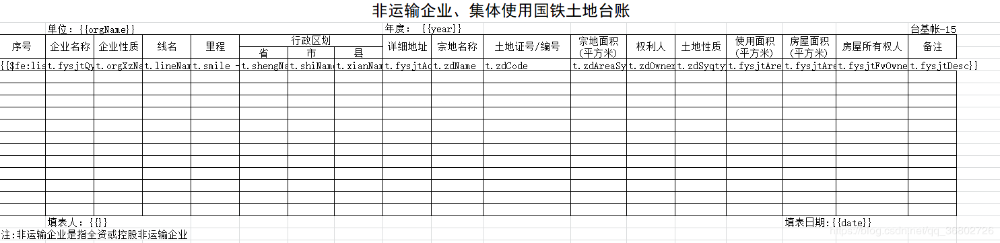 非运输企业、集体使用国铁土地台账
单位：{{orgName}} 年度： {{year}} 台基帐-15
序号 企业名称 企业性质 线名 里程 行政区划 详细地址 宗地名称 土地证号/编号 宗地面积(平方米) 权利人 土地性质 使用面积(平方米) 房屋面积(平方米) 房屋所有权人 备注
省 市 县
{{$fe:lis t.fysjtQy t.orgXzNa t.lineNam t.smile - t.shengNa t.shiName t.xianNam t.fysjtAd t.zdName t.zdCode t.zdAreaSy t.zdOwner t.zdSyqty t.fysjtAre t.fysjtAre t.fysjtFwOwne t.fysjtDesc}}
填表人：{{}} 填表日期:{{date}}
注:非运输企业是指全资或控股非运输企业
https://blog.csdn.net/qq_36802726